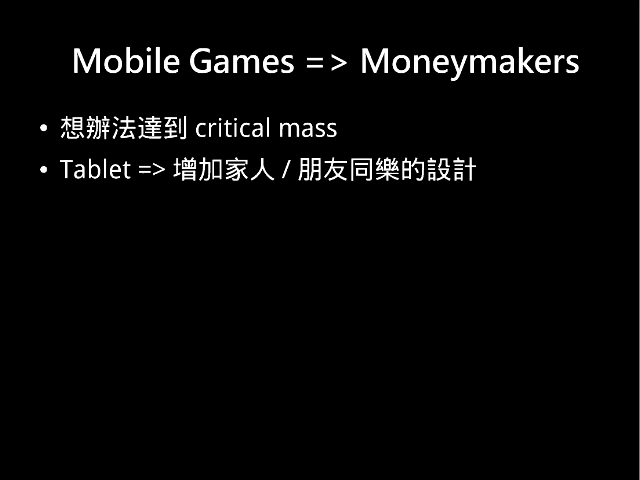 Mobile Games => Moneymakers
• 想辦法達到 critical mass
• Tablet => 增加家人 / 朋友同樂的設計